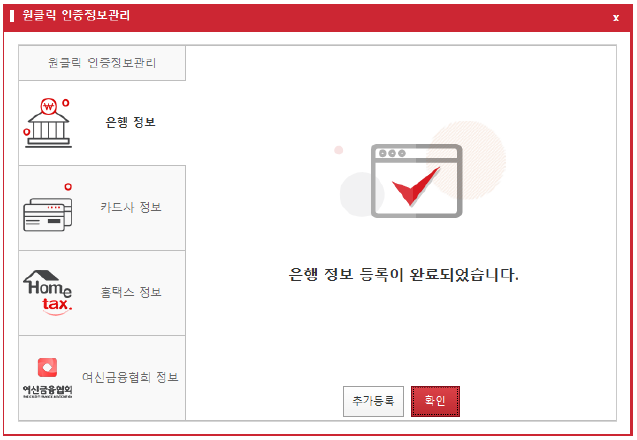 원클릭 인증정보관리
x
원클릭 인증정보관리
은행 정보
카드사 정보
Home
tax.
홈택스 정보
여신금융협회
여신금융협회 정보
은행 정보 등록이 완료되었습니다.
추가등록
확인